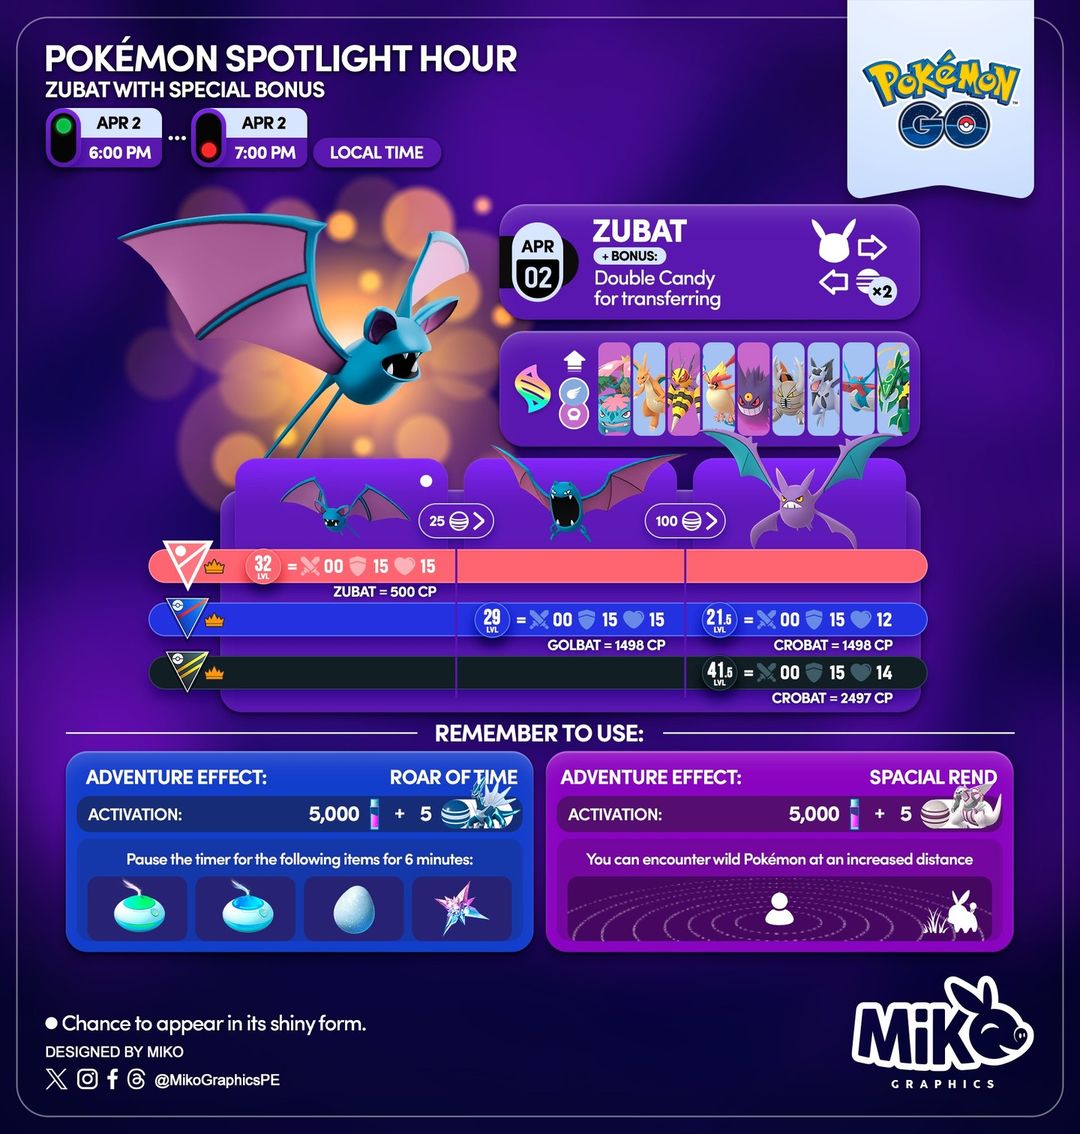 POKÉMON SPOTLIGHT HOUR
ZUBAT WITH SPECIAL BONUS
APR 2
6:00 PM
...
APR 2
7:00 PM
LOCAL TIME
POKÉMON
GO
APR
02
ZUBAT
+ BONUS:
Double Candy
for transferring
×2
25
100
32
LVL
= 00 15 15
ZUBAT = 500 CP
29
LVL
= 00 15 15
GOLBAT = 1498 CP
21.5
LVL
= 00 15 12
CROBAT = 1498 CP
41.5
LVL
= 00 15 14
CROBAT = 2497 CP
REMEMBER TO USE:
ADVENTURE EFFECT: ROAR OF TIME
ACTIVATION: 5,000 + 5
Pause the timer for the following items for 6 minutes:
ADVENTURE EFFECT: SPACIAL REND
ACTIVATION: 5,000 + 5
You can encounter wild Pokémon at an increased distance
Chance to appear in its shiny form.
DESIGNED BY MIKO
@MikoGraphicsPE
MiKO
GRAPHICS